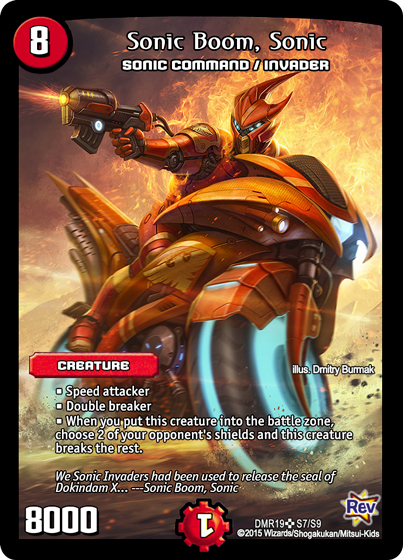 8
Sonic Boom, Sonic
SONIC COMMAND / INVADER
illus. Dmitry Burmak
CREATURE
■ Speed attacker
■ Double breaker
■ When you put this creature into the battle zone,
choose 2 of your opponent's shields and this creature
breaks the rest.
We Sonic Invaders had been used to release the seal of
Dokindam X... ---Sonic Boom, Sonic
Rev
8000
1
DMR19 S7/S9
©2015 Wizards/Shogakukan/Mitsui-Kids